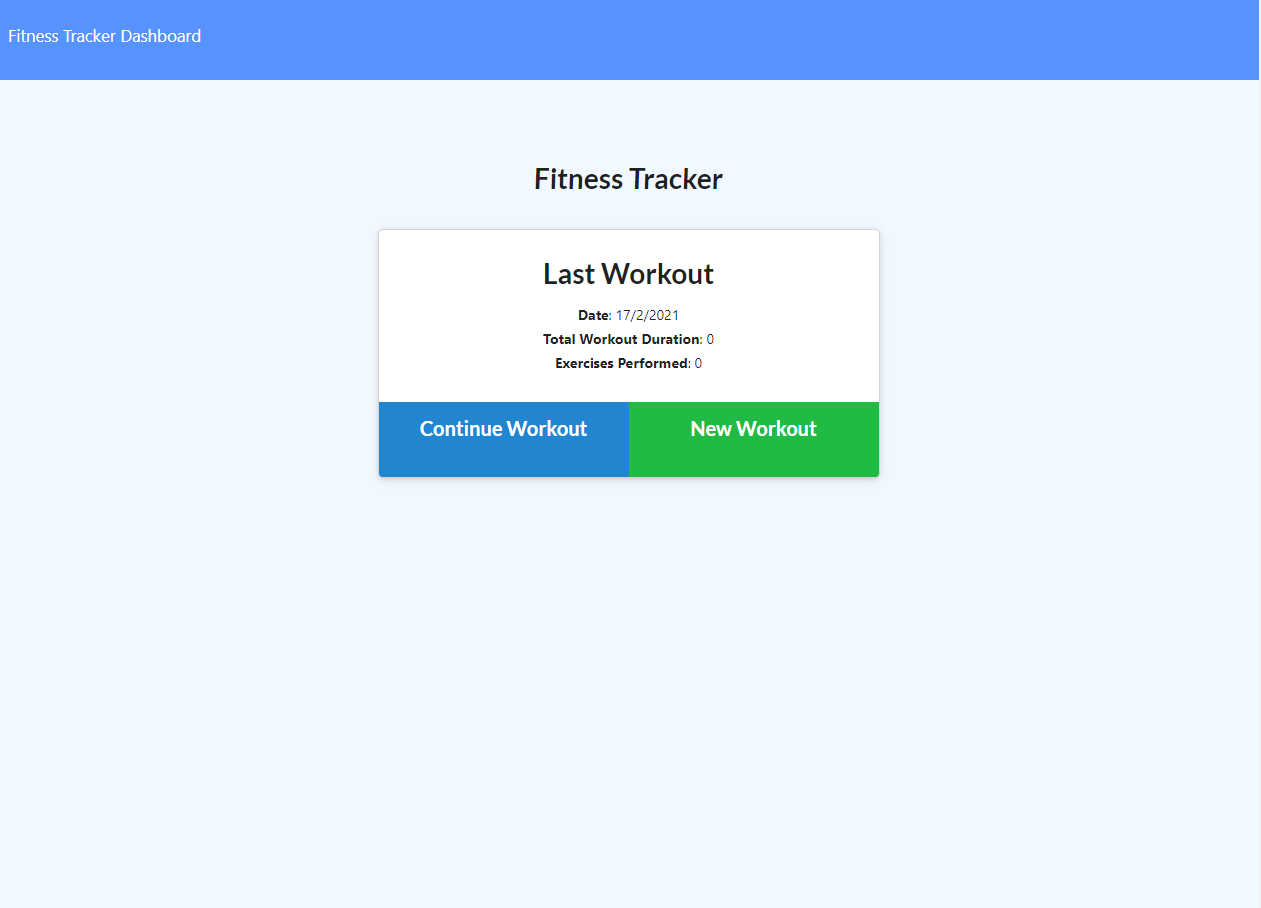 Fitness Tracker Dashboard
Fitness Tracker
Last Workout
Date: 17/2/2021
Total Workout Duration: 0
Exercises Performed: 0
Continue Workout New Workout